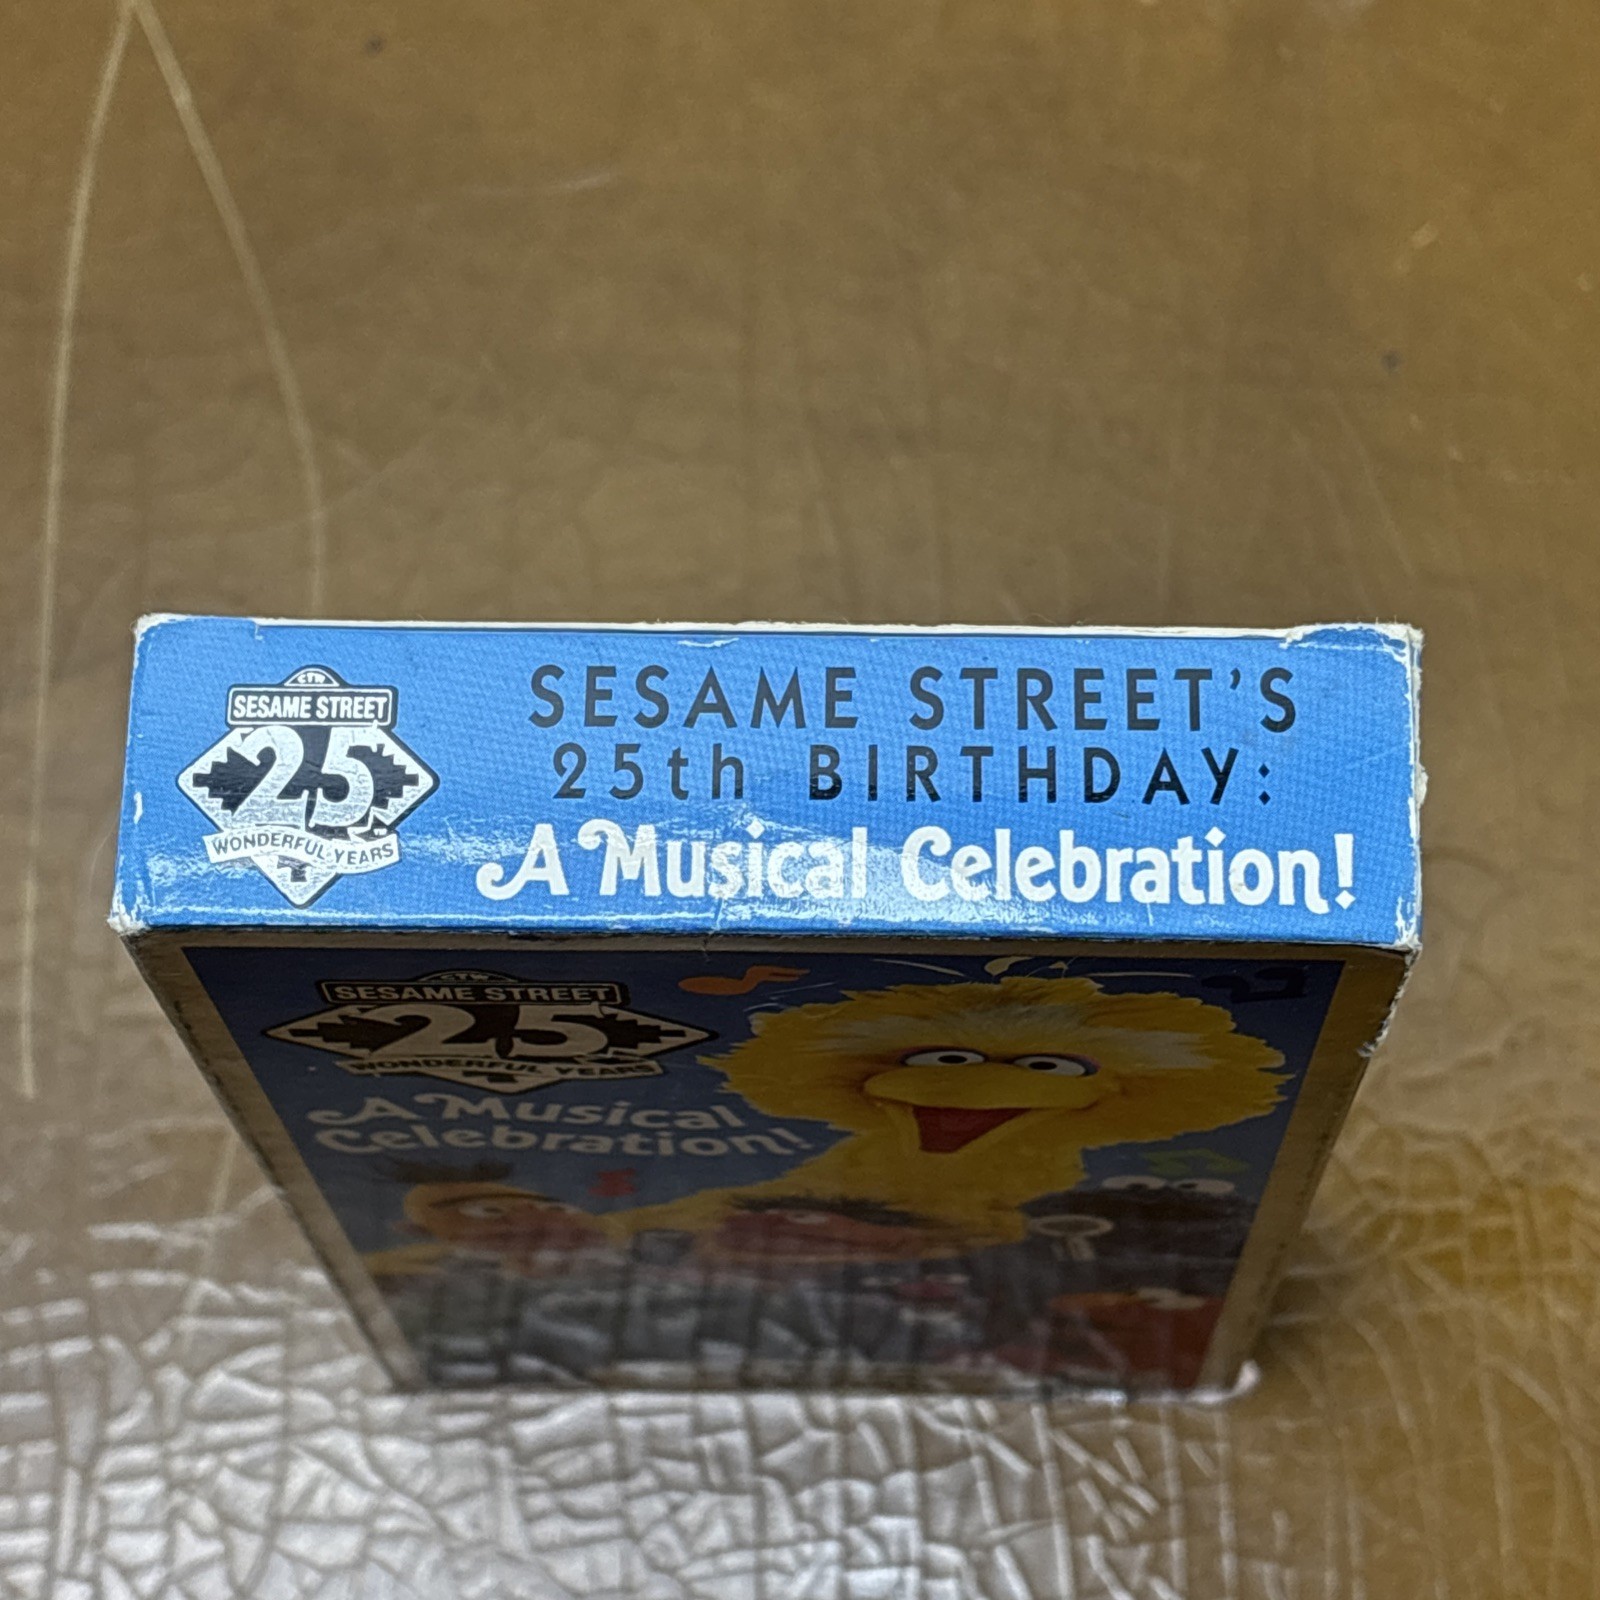 CTW
SESAME STREET
25
WONDERFUL YEARS
TM
SESAME STREET'S
25th BIRTHDAY:
A Musical Celebration!
CTW
SESAME STREET
25
WONDERFUL YEARS
A Musical
Celebration!